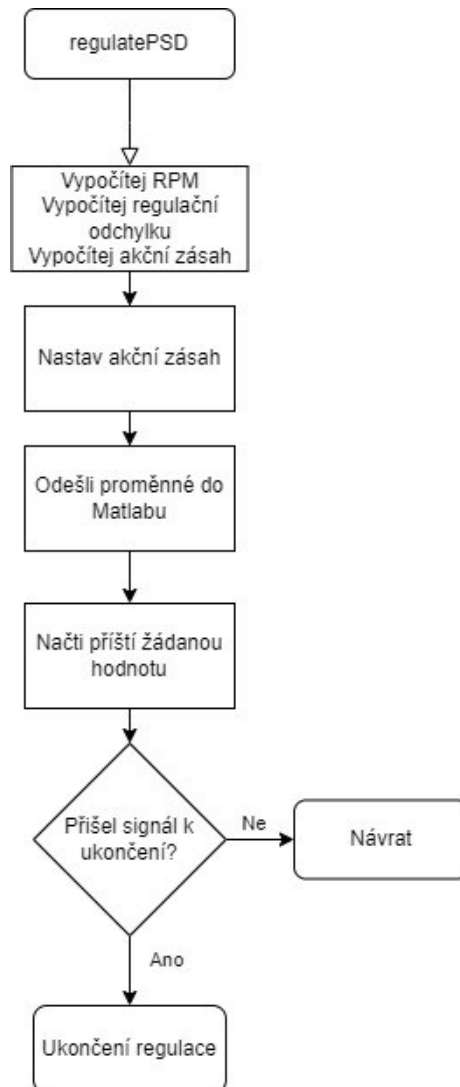 regulatePSD
Vypočítej RPM
Vypočítej regulační
odchylku
Vypočítej akční zásah
Nastav akční zásah
Odešli proměnné do
Matlabu
Načti příští žádanou
hodnotu
Přišel signál k
ukončení?
Ne
Návrat
Ano
Ukončení regulace